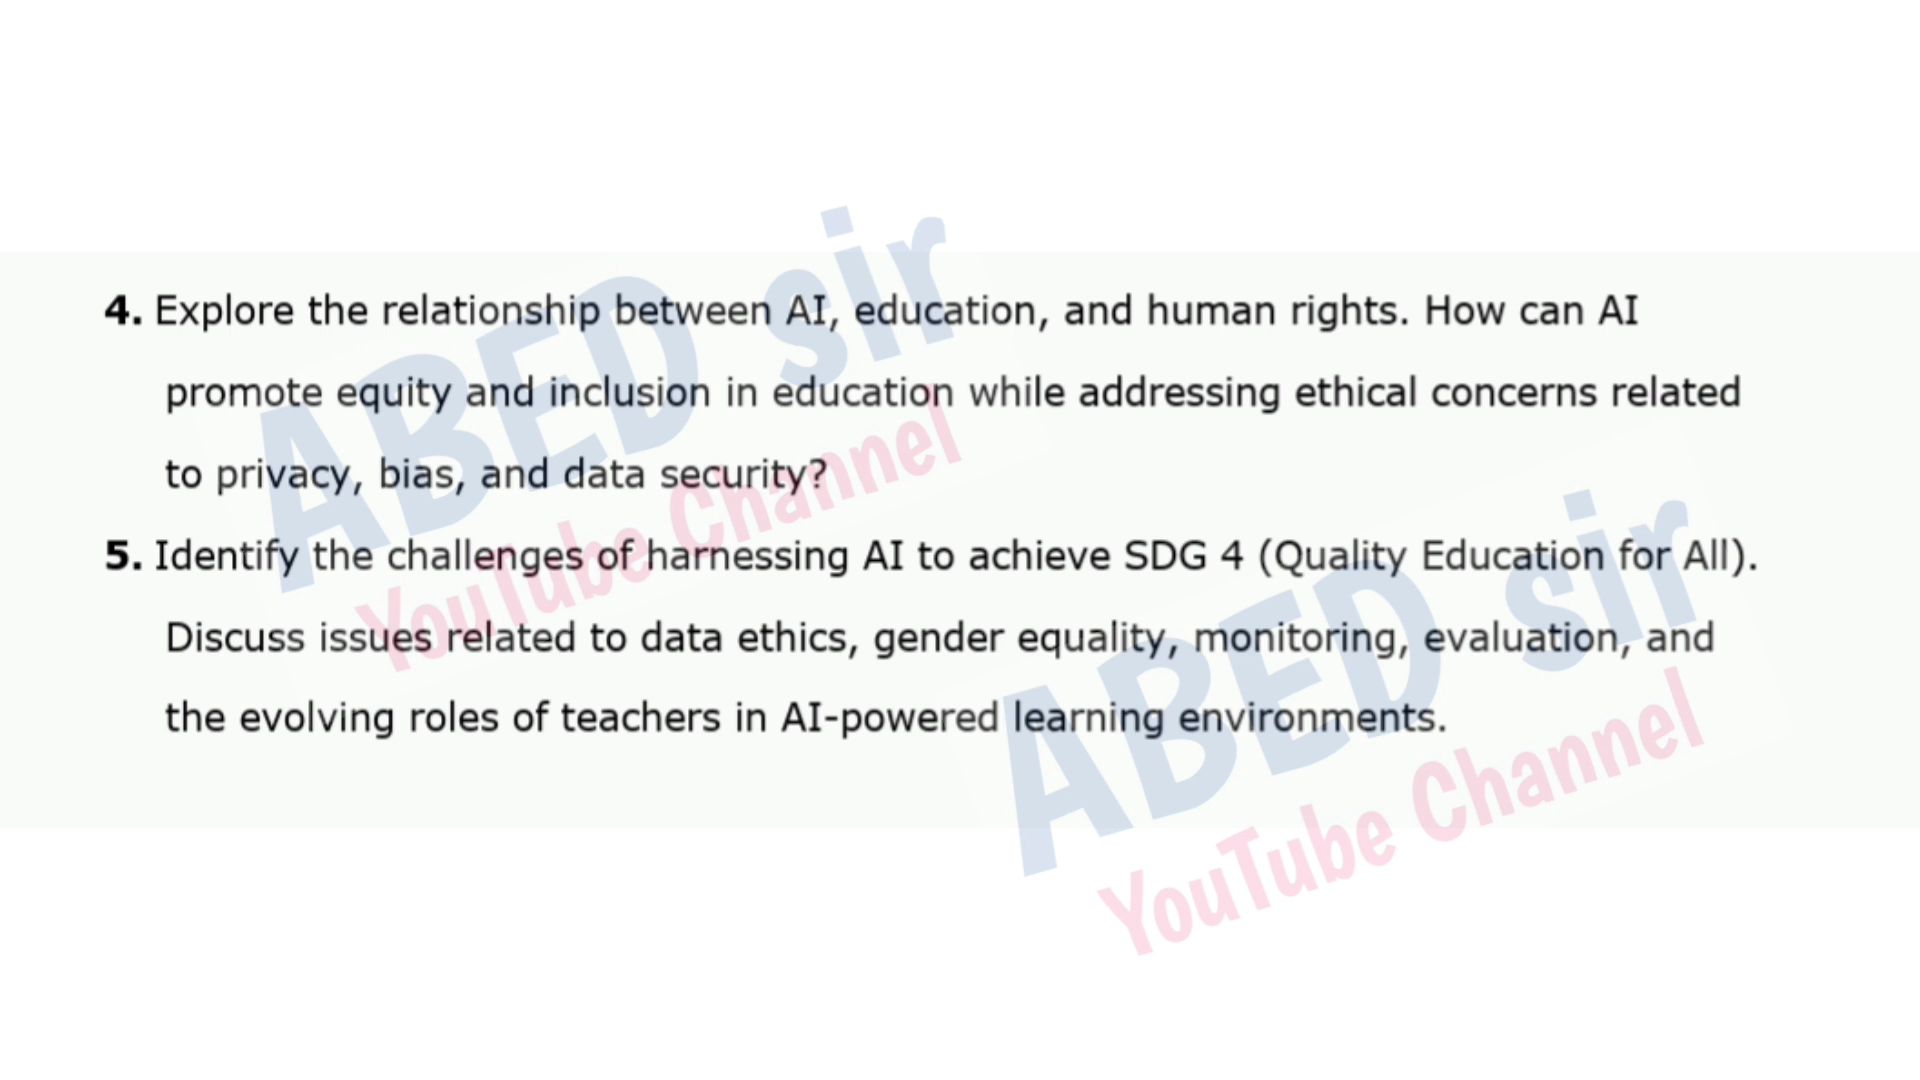 4. Explore the relationship between AI, education, and human rights. How can AI
promote equity and inclusion in education while addressing ethical concerns related
to privacy, bias, and data security?
5. Identify the challenges of harnessing AI to achieve SDG 4 (Quality Education for All).
Discuss issues related to data ethics, gender equality, monitoring, evaluation, and
the evolving roles of teachers in AI-powered learning environments.
ABED sir
YouTube Channel
ABED sir
YouTube Channel